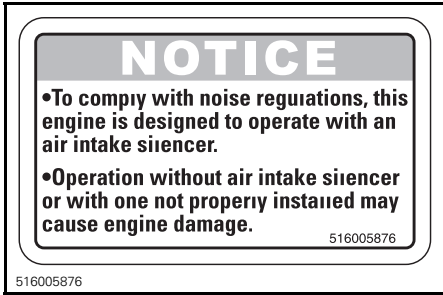 NOTICE
•To comply with noise regulations, this
engine is designed to operate with an
air intake silencer.
•Operation without air intake silencer
or with one not properly installed may
cause engine damage.
516005876
516005876